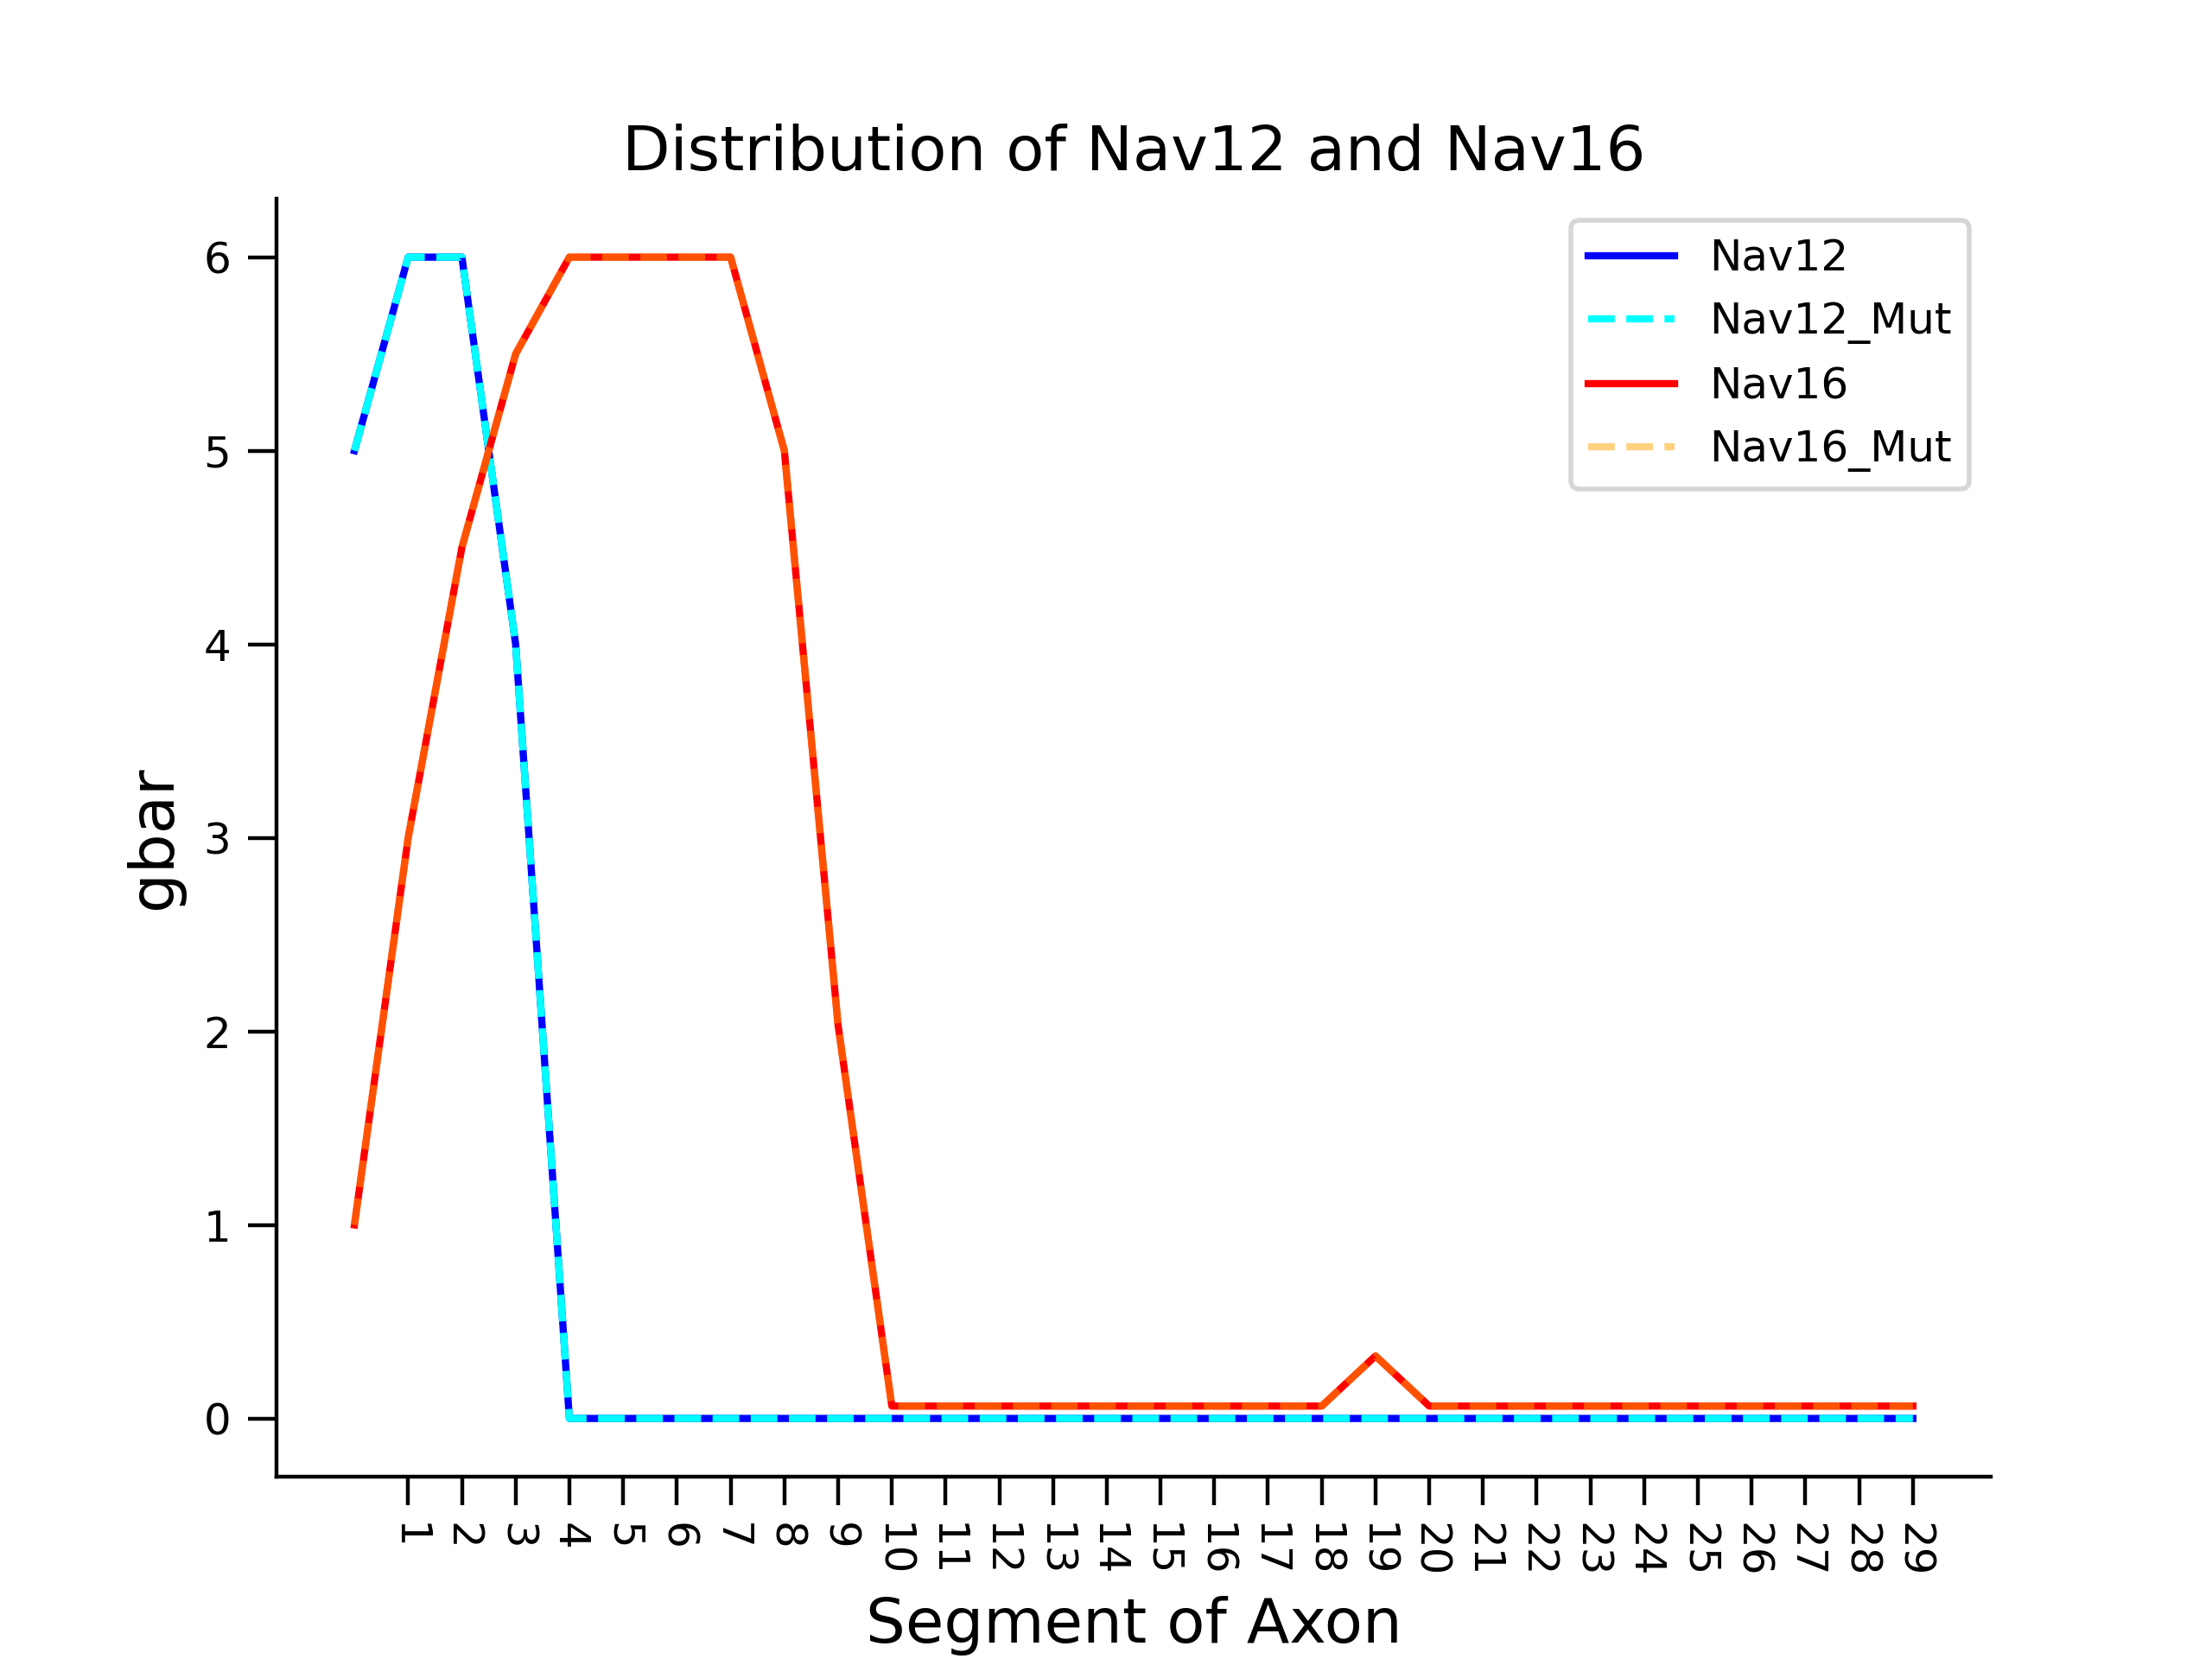 Distribution of Nav12 and Nav16
Nav12
Nav12_Mut
Nav16
Nav16_Mut
6
5
4
3
2
1
0
gbar
1 2 3 4 5 6 7 8 9 10 11 12 13 14 15 16 17 18 19 20 21 22 23 24 25 26 27 28 29
Segment of Axon